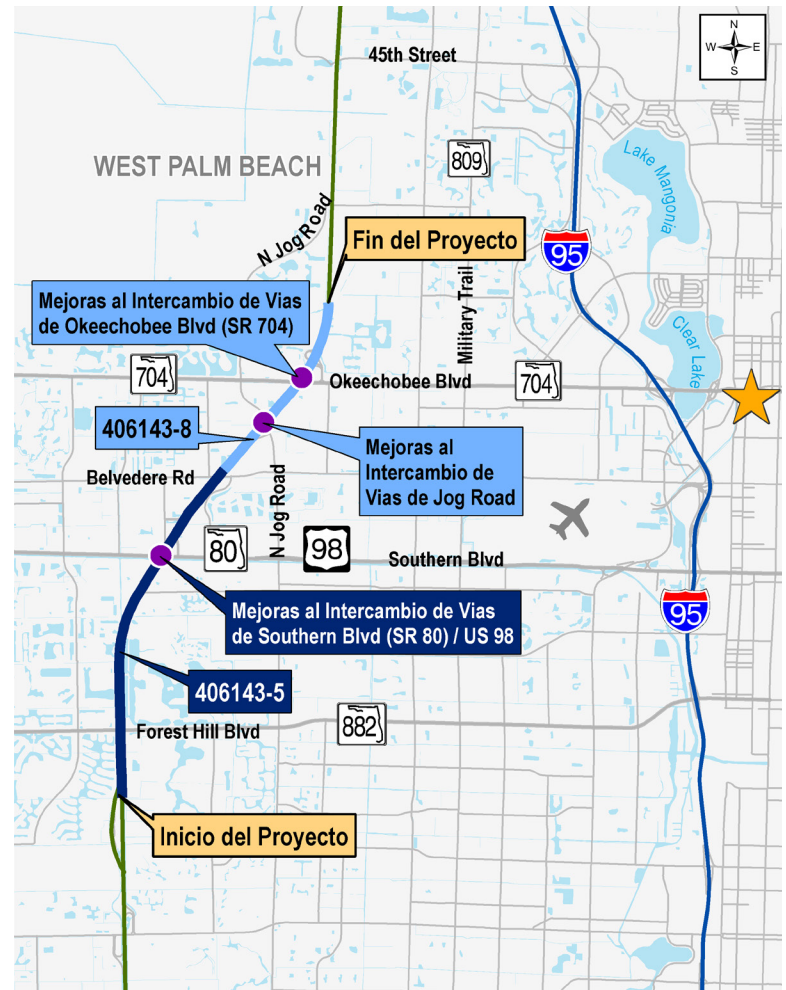 N
W E
S
45th Street
WEST PALM BEACH
809
Lake Mangonia
N Jog Road
Fin del Proyecto
95
Mejoras al Intercambio de Vias
de Okeechobee Blvd (SR 704)
Military Trail
Clear Lake
704
Okeechobee Blvd
704
406143-8
Mejoras al
Intercambio de
Vias de Jog Road
Belvedere Rd
N Jog Road
80
98
Southern Blvd
Mejoras al Intercambio de Vias
de Southern Blvd (SR 80) / US 98
95
406143-5
Forest Hill Blvd
882
Inicio del Proyecto